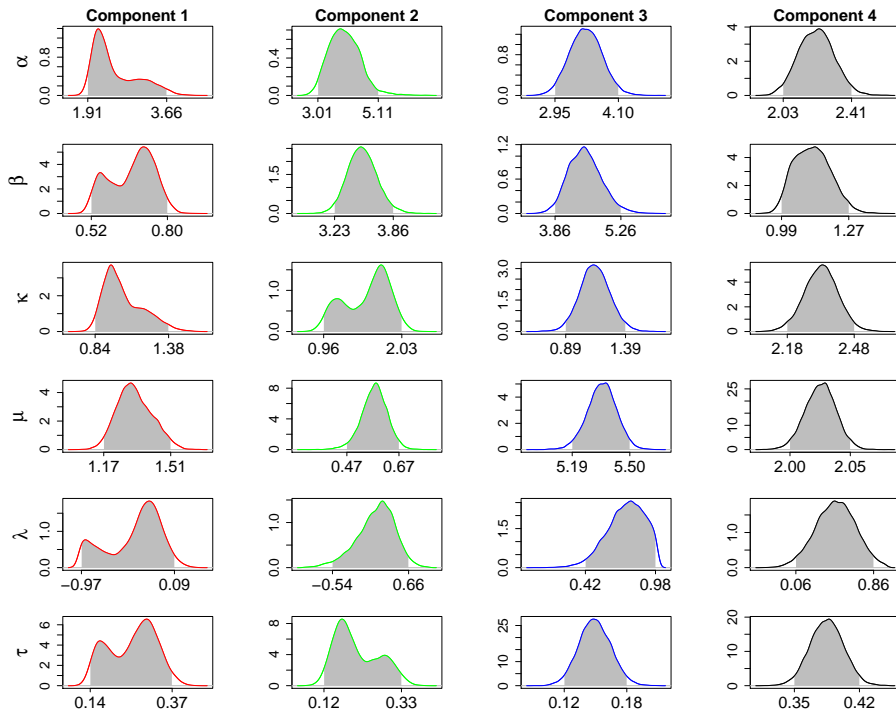 Component 1 Component 2 Component 3 Component 4
α 0.0 0.8 1.4 0.0 0.4 0.0 0.8 0 2 4
1.91 3.66 3.01 5.11 2.95 4.10 2.03 2.41
β 0 2 4 0.0 1.5 0.0 0.6 1.2 0 2 4
0.52 0.80 3.23 3.86 3.86 5.26 0.99 1.27
κ 0 2 0.0 1.0 0.0 1.5 3.0 0 2 4
0.84 1.38 0.96 2.03 0.89 1.39 2.18 2.48
μ 0 2 4 0 4 8 0 2 4 0 10 25
1.17 1.51 0.47 0.67 5.19 5.50 2.00 2.05
λ 0.0 1.0 0.0 1.0 0.0 1.5 0.0 1.0
−0.97 0.09 −0.54 0.66 0.42 0.98 0.06 0.86
τ 0 2 4 6 0 4 8 0 10 25 0 10 20
0.14 0.37 0.12 0.33 0.12 0.18 0.35 0.42